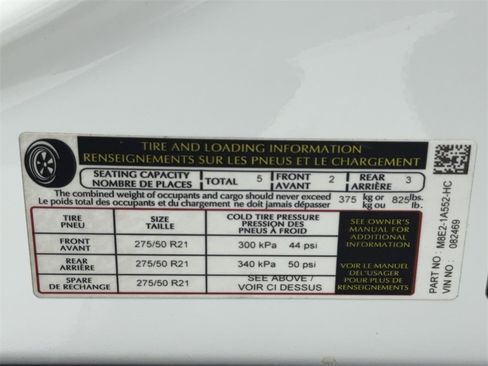 TIRE AND LOADING INFORMATION
RENSEIGNEMENTS SUR LES PNEUS ET LE CHARGEMENT
SEATING CAPACITY
NOMBRE DE PLACES
TOTAL 5
FRONT
AVANT 2
REAR
ARRIÈRE 3
The combined weight of occupants and cargo should never exceed
Le poids total des occupants et du chargement ne doit jamais dépasser
375 kg or
kg ou
825 lbs.
lb.
TIRE
PNEU
SIZE
TAILLE
COLD TIRE PRESSURE
PRESSION DES
PNEUS À FROID
FRONT
AVANT
275/50 R21
300 kPa 44 psi
REAR
ARRIÈRE
275/50 R21
340 kPa 50 psi
SPARE
DE RECHANGE
275/50 R21
SEE ABOVE /
VOIR CI DESSUS
SEE OWNER'S
MANUAL FOR
ADDITIONAL
INFORMATION
VOIR LE MANUEL
DE L'USAGER
POUR PLUS DE
RENSEIGNEMENTS
PART NO : M8E2-1A552-HC
VIN NO : 082469